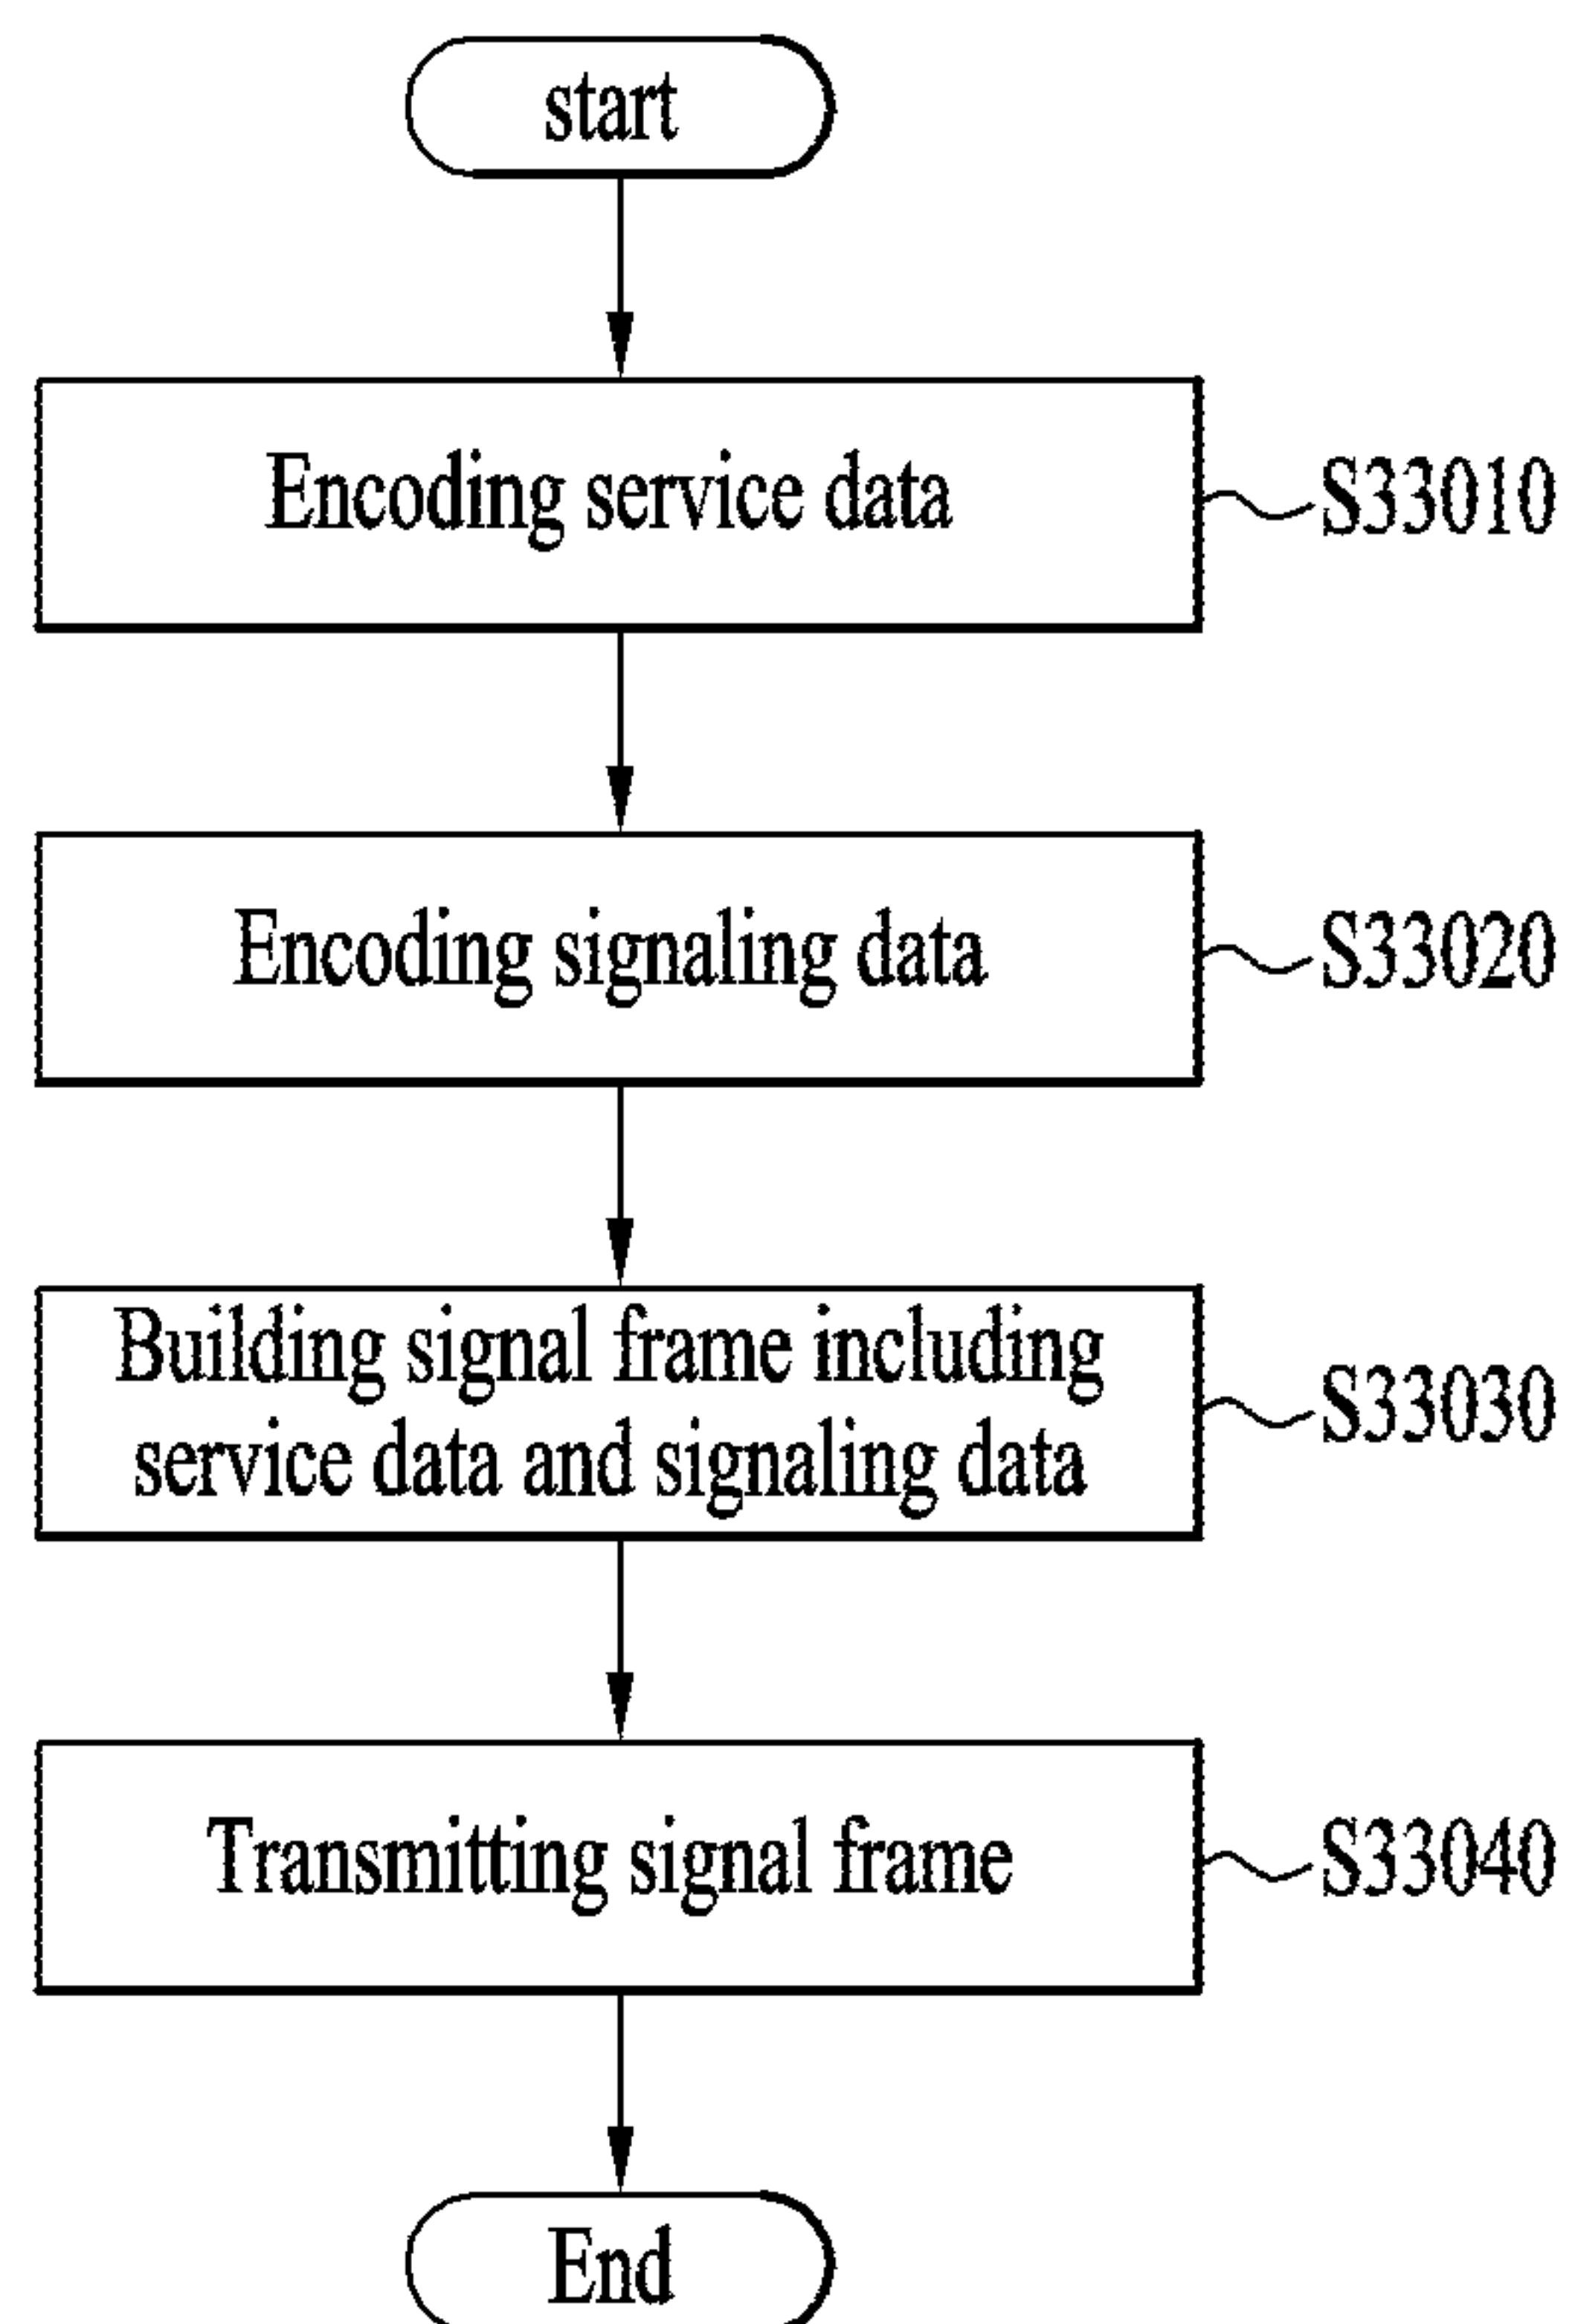 start
Encoding service data
S33010
Encoding signaling data
S33020
Building signal frame including
service data and signaling data
S33030
Transmitting signal frame
S33040
End